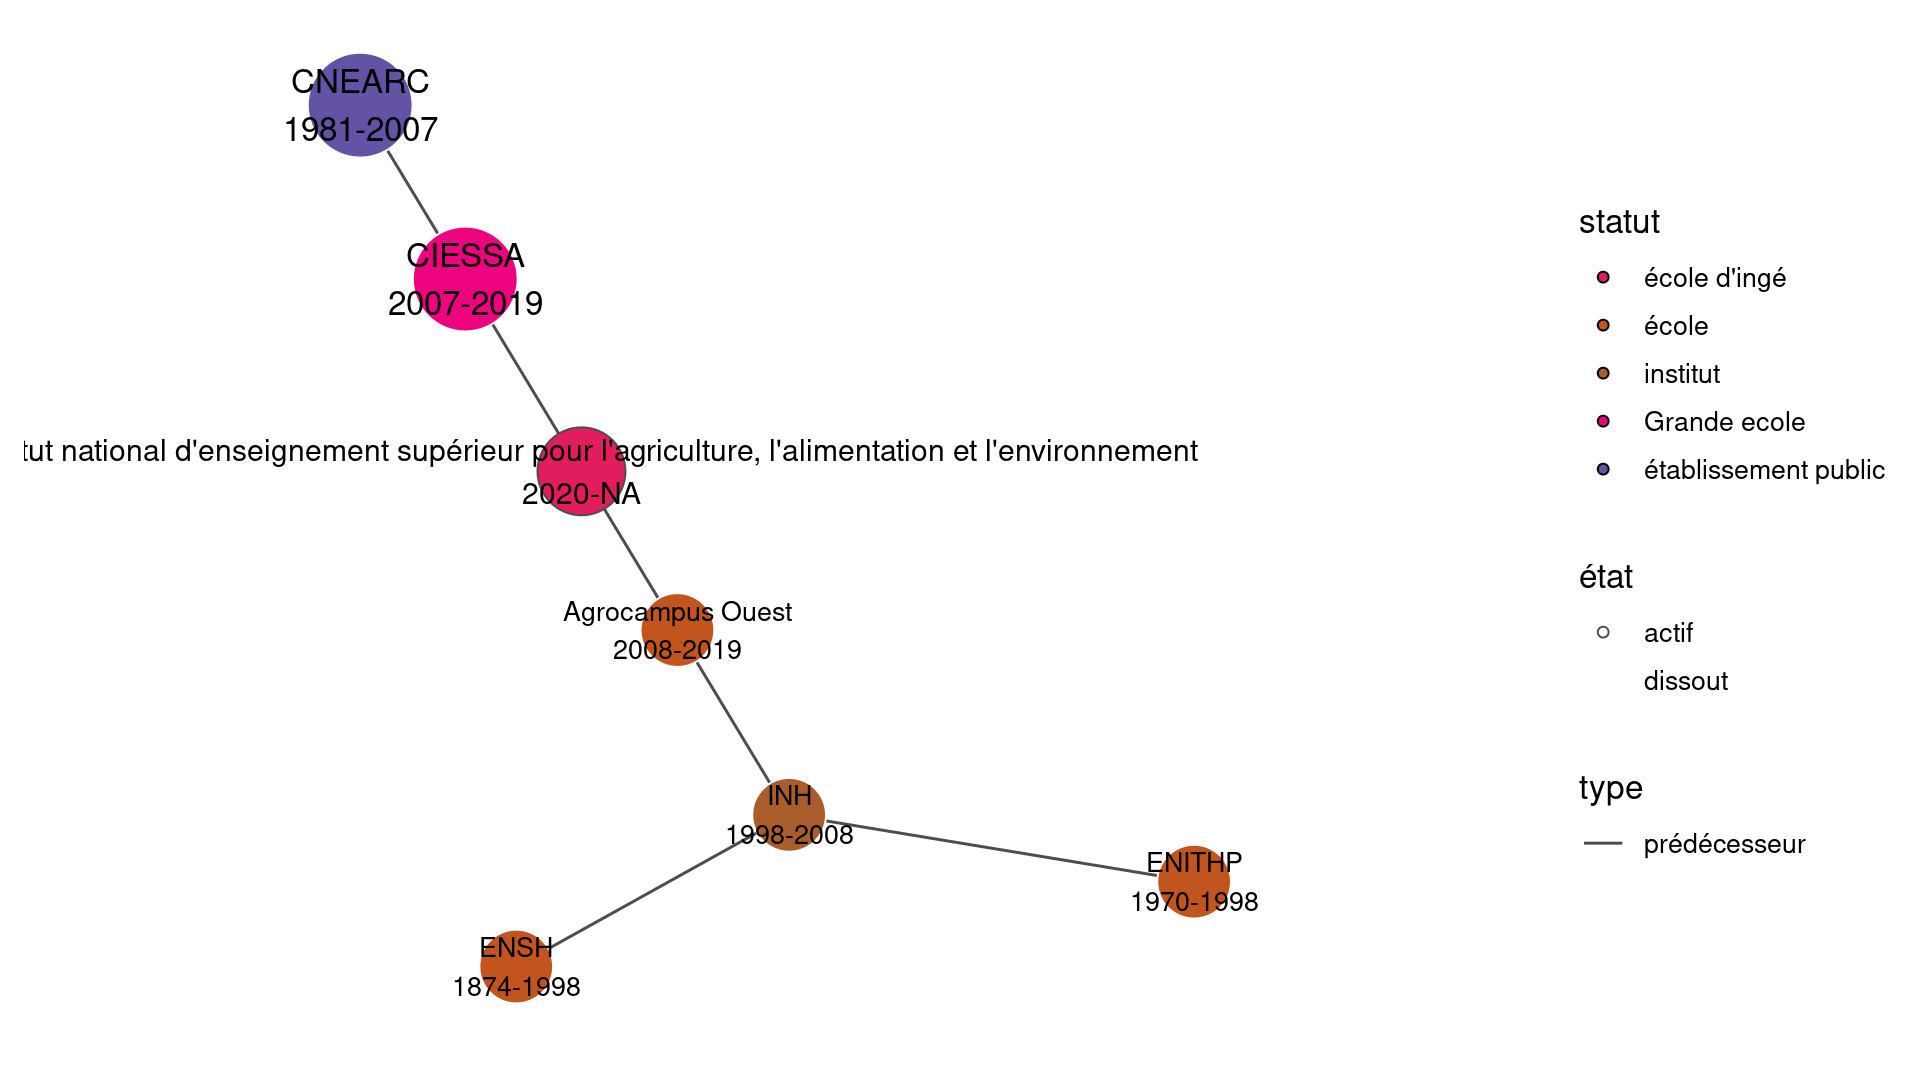 CNEARC
1981-2007
CIESSA
2007-2019
tut national d'enseignement supérieur pour l'agriculture, l'alimentation et l'environnement
2020-NA
Agrocampus Ouest
2008-2019
INH
1998-2008
ENITHP
1970-1998
ENSH
1874-1998
statut
école d'ingé
école
institut
Grande ecole
établissement public
état
actif
dissout
type
prédécesseur